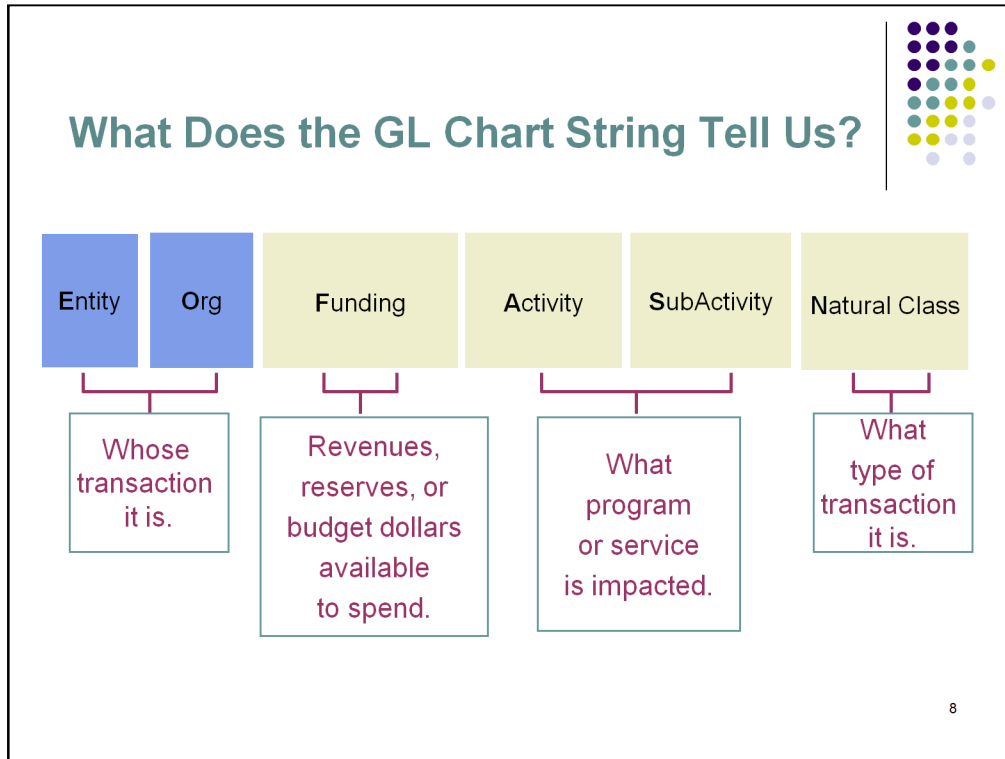 What Does the GL Chart String Tell Us?
Entity
Org
Funding
Activity
SubActivity
Natural Class
Whose
transaction
it is.
Revenues,
reserves, or
budget dollars
available
to spend.
What
program
or service
is impacted.
What
type of
transaction
it is.
8